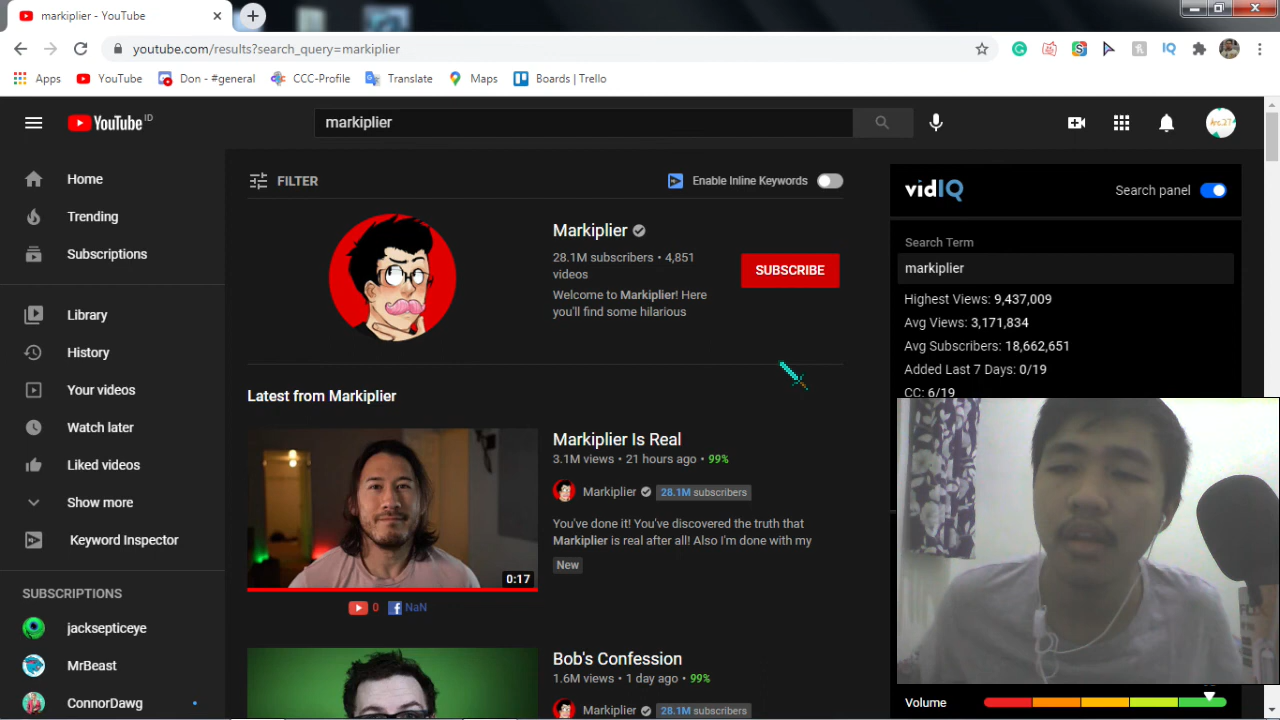 markiplier - YouTube
youtube.com/results?search_query=markiplier
Apps YouTube Don - #general CCC-Profile Translate Maps Boards | Trello
YouTube ID
markiplier
Home
Trending
Subscriptions
Library
History
Your videos
Watch later
Liked videos
Show more
Keyword Inspector
SUBSCRIPTIONS
jacksepticeye
MrBeast
ConnorDawg
FILTER
Enable Inline Keywords
Markiplier
28.1M subscribers • 4,851
videos
Welcome to Markiplier! Here
you'll find some hilarious
SUBSCRIBE
Latest from Markiplier
0:17
0 NaN
Markiplier Is Real
3.1M views • 21 hours ago • 99%
Markiplier 28.1M subscribers
You've done it! You've discovered the truth that
Markiplier is real after all! Also I'm done with my
New
Bob's Confession
1.6M views • 1 day ago • 99%
Markiplier 28.1M subscribers
vidIQ
Search panel
Search Term
markiplier
Highest Views: 9,437,009
Avg Views: 3,171,834
Avg Subscribers: 18,662,651
Added Last 7 Days: 0/19
CC: 6/19
Volume